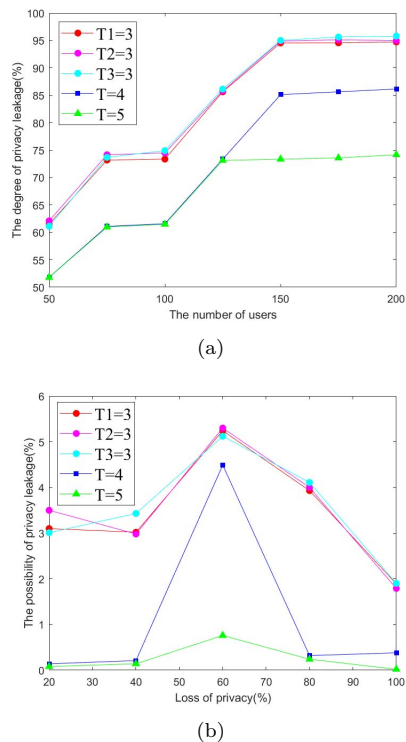 100
95
90
85
80
75
70
65
60
55
50
The degree of privacy leakage(%)
T1=3
T2=3
T3=3
T=4
T=5
50 100 150 200
The number of users
(a)
6
5
4
3
2
1
0
The possibility of privacy leakage(%)
T1=3
T2=3
T3=3
T=4
T=5
20 30 40 50 60 70 80 90 100
Loss of privacy(%)
(b)